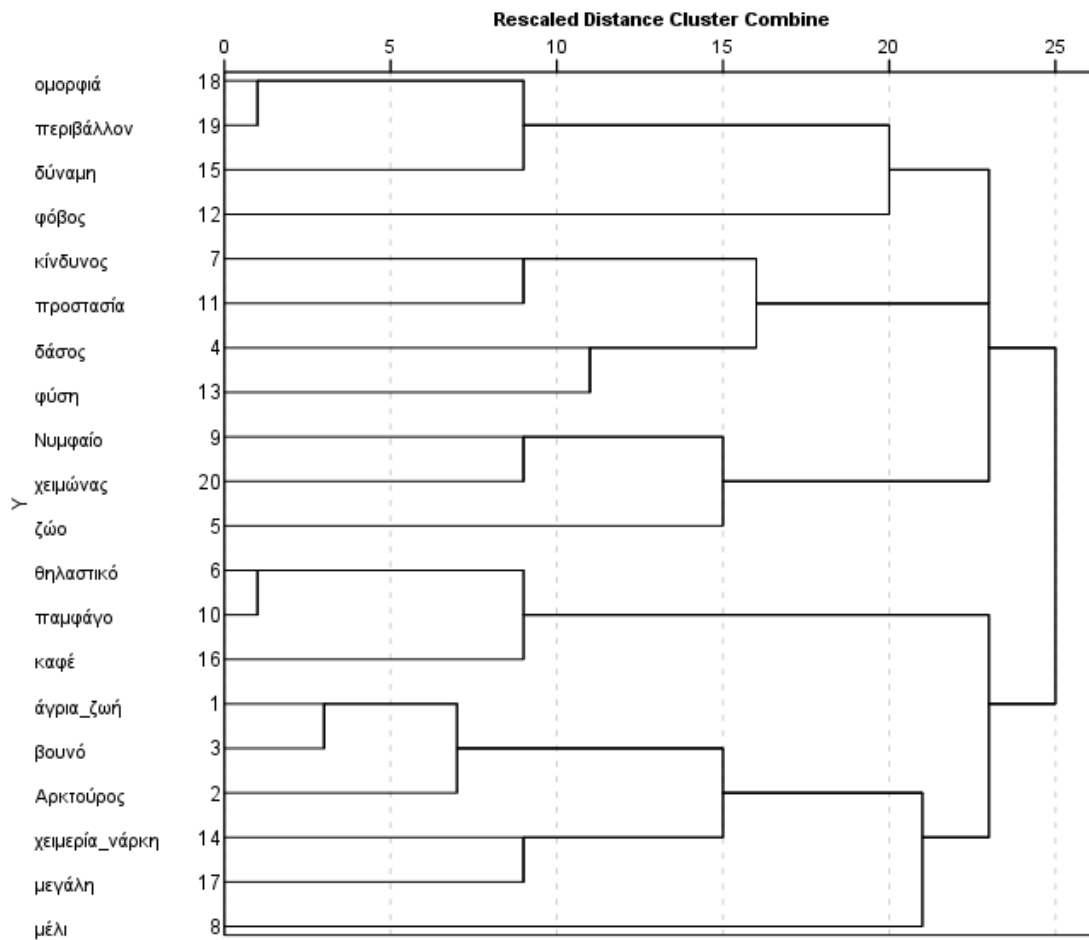 Rescaled Distance Cluster Combine
0 5 10 15 20 25
ομορφιά 18
περιβάλλον 19
δύναμη 15
φόβος 12
κίνδυνος 7
προστασία 11
δάσος 4
φύση 13
Νυμφαίο 9
χειμώνας 20
ζώο 5
θηλαστικό 6
παμφάγο 10
καφέ 16
άγρια_ζωή 1
βουνό 3
Αρκτούρος 2
χειμερία_νάρκη 14
μεγάλη 17
μέλι 8
Y